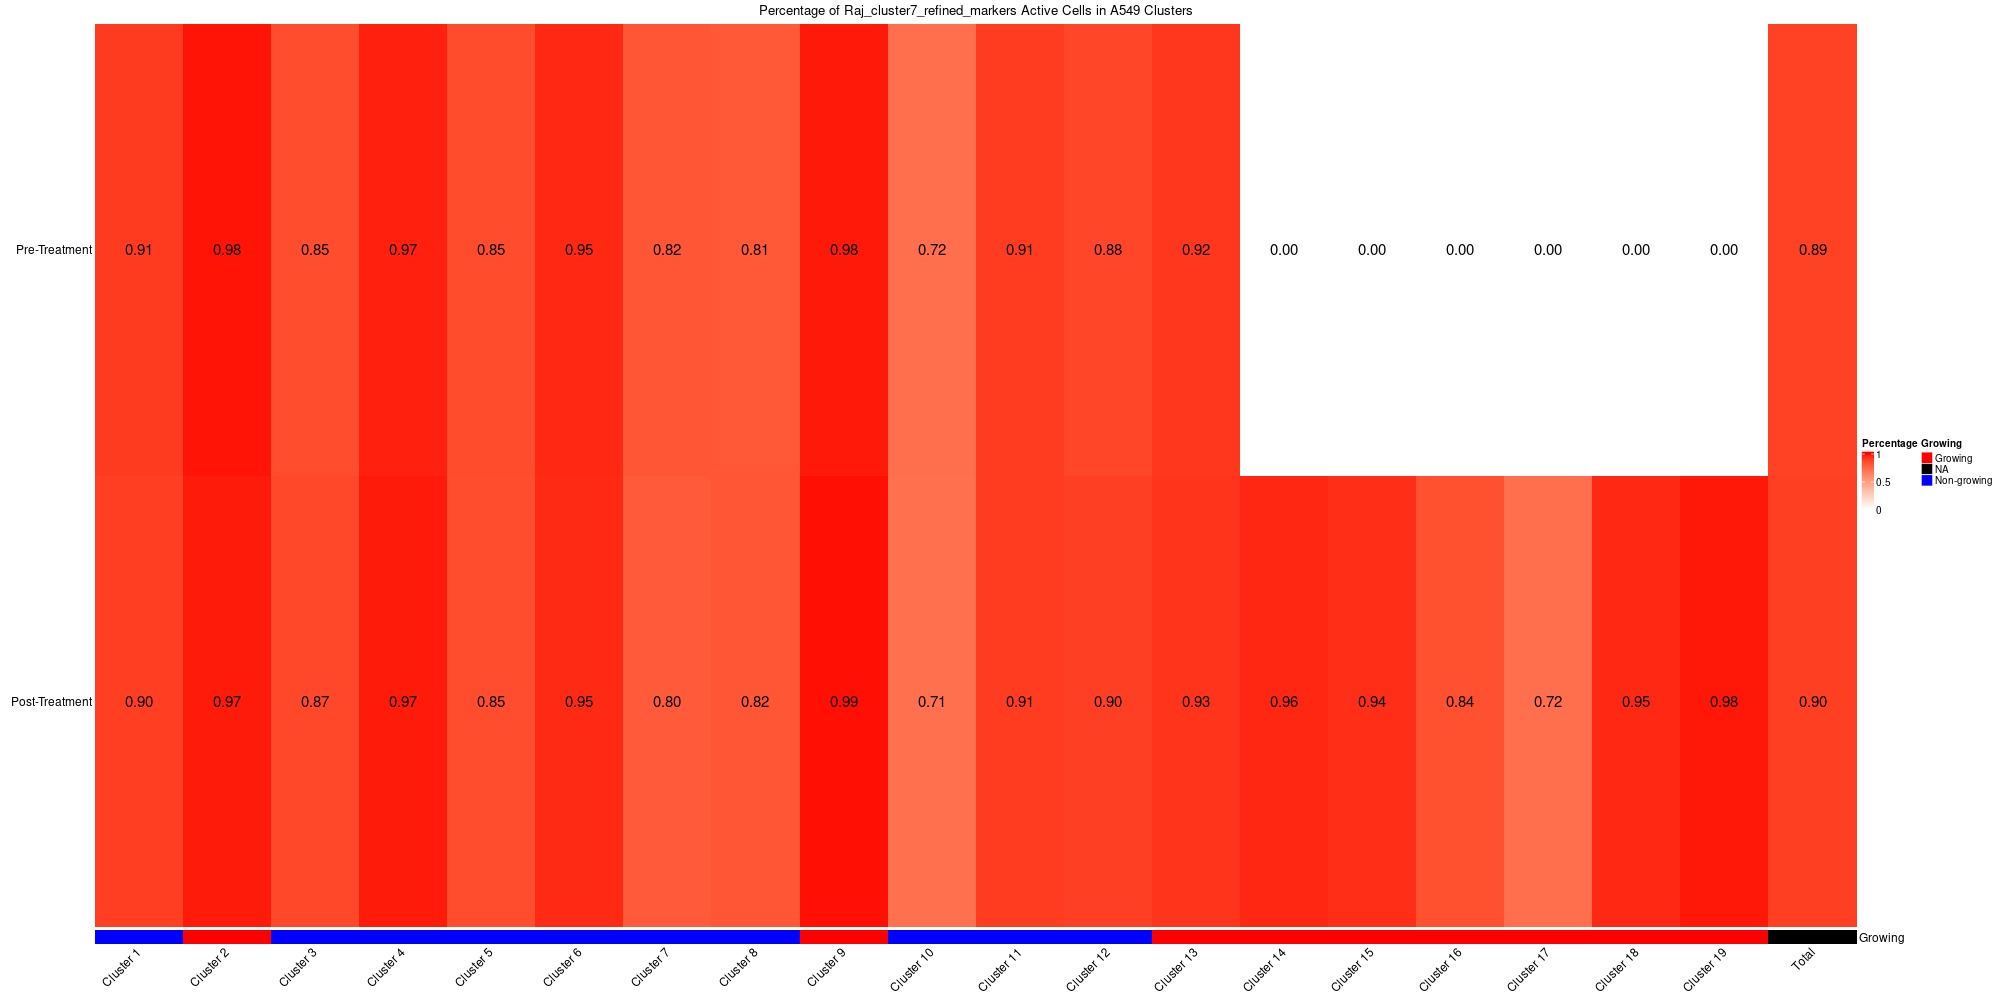 Percentage of Raj_cluster7_refined_markers Active Cells in A549 Clusters
Pre-Treatment 0.91 0.98 0.85 0.97 0.85 0.95 0.82 0.81 0.98 0.72 0.91 0.88 0.92 0.00 0.00 0.00 0.00 0.00 0.00 0.89
Post-Treatment 0.90 0.97 0.87 0.97 0.85 0.95 0.80 0.82 0.99 0.71 0.91 0.90 0.93 0.96 0.94 0.84 0.72 0.95 0.98 0.90
Growing
Cluster 1 Cluster 2 Cluster 3 Cluster 4 Cluster 5 Cluster 6 Cluster 7 Cluster 8 Cluster 9 Cluster 10 Cluster 11 Cluster 12 Cluster 13 Cluster 14 Cluster 15 Cluster 16 Cluster 17 Cluster 18 Cluster 19 Total
Percentage
1
0.5
0
Growing
Growing
NA
Non-growing